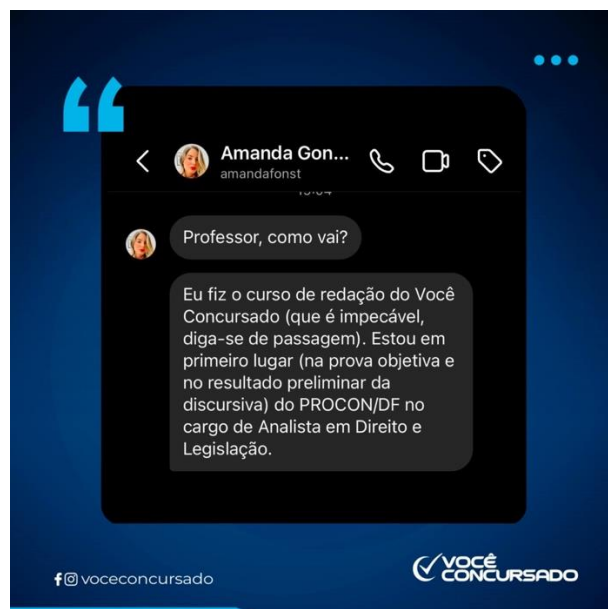 Amanda Gon...
amandafonst
Professor, como vai?
Eu fiz o curso de redação do Você
Concursado (que é impecável,
diga-se de passagem). Estou em
primeiro lugar (na prova objetiva e
no resultado preliminar da
discursiva) do PROCON/DF no
cargo de Analista em Direito e
Legislação.
voceconcursado
VOCÊ
CONCURSADO